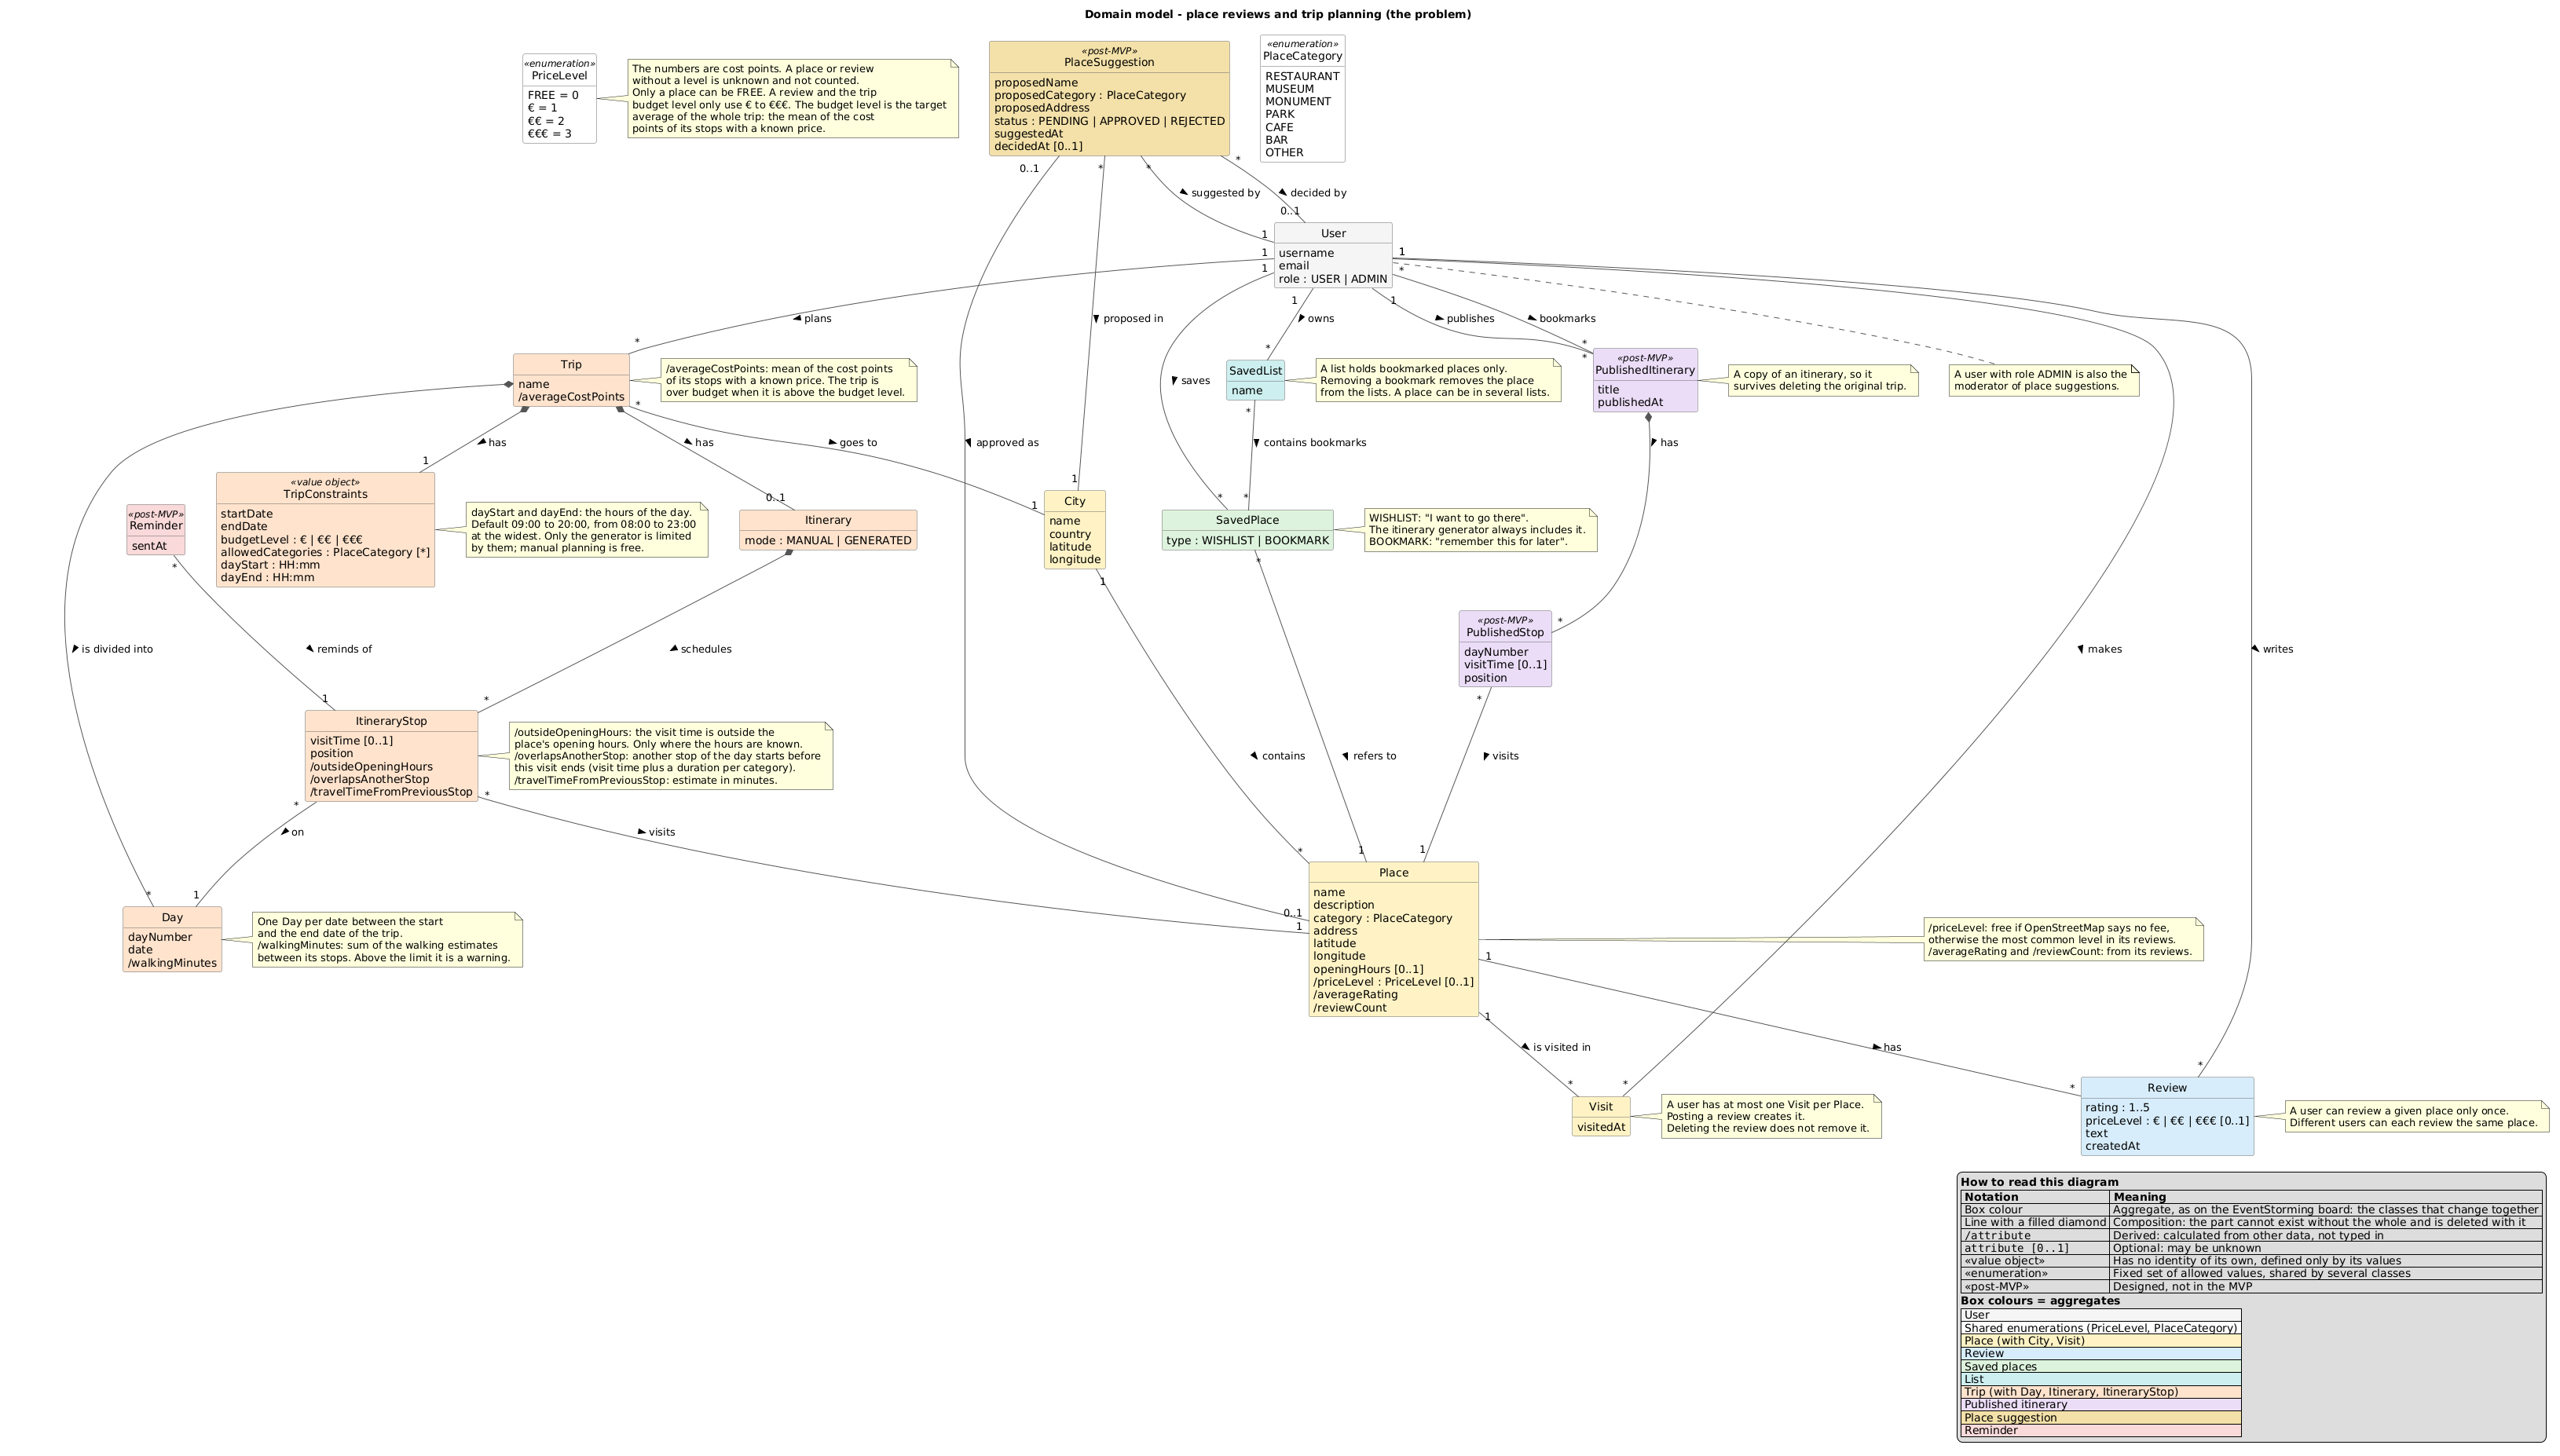 Domain model - place reviews and trip planning (the problem)
«enumeration»
PriceLevel
FREE = 0
€ = 1
€€ = 2
€€€ = 3
The numbers are cost points. A place or review
without a level is unknown and not counted.
Only a place can be FREE. A review and the trip
budget level only use € to €€€. The budget level is the target
average of the whole trip: the mean of the cost
points of its stops with a known price.
«post-MVP»
PlaceSuggestion
proposedName
proposedCategory : PlaceCategory
proposedAddress
status : PENDING | APPROVED | REJECTED
suggestedAt
decidedAt [0..1]
«enumeration»
PlaceCategory
RESTAURANT
MUSEUM
MONUMENT
PARK
CAFE
BAR
OTHER
0..1
*
*
*
suggested by
decided by
0..1
1
User
username
email
role : USER | ADMIN
1
1
1
*
1
1
plans
proposed in
owns
publishes
bookmarks
saves
*
*
*
*
Trip
name
/averageCostPoints
*
/averageCostPoints: mean of the cost points
of its stops with a known price. The trip is
over budget when it is above the budget level.
SavedList
name
*
A list holds bookmarked places only.
Removing a bookmark removes the place
from the lists. A place can be in several lists.
«post-MVP»
PublishedItinerary
title
publishedAt
A copy of an itinerary, so it
survives deleting the original trip.
A user with role ADMIN is also the
moderator of place suggestions.
has
has
goes to
approved as
contains bookmarks
has
1
0..1
1
1
*
*
«value object»
TripConstraints
startDate
endDate
budgetLevel : € | €€ | €€€
allowedCategories : PlaceCategory [*]
dayStart : HH:mm
dayEnd : HH:mm
dayStart and dayEnd: the hours of the day.
Default 09:00 to 20:00, from 08:00 to 23:00
at the widest. Only the generator is limited
by them; manual planning is free.
«post-MVP»
Reminder
sentAt
*
Itinerary
mode : MANUAL | GENERATED
City
name
country
latitude
longitude
1
SavedPlace
type : WISHLIST | BOOKMARK
*
WISHLIST: "I want to go there".
The itinerary generator always includes it.
BOOKMARK: "remember this for later".
*
«post-MVP»
PublishedStop
dayNumber
visitTime [0..1]
position
*
is divided into
reminds of
schedules
makes
writes
1
*
ItineraryStop
visitTime [0..1]
position
/outsideOpeningHours
/overlapsAnotherStop
/travelTimeFromPreviousStop
*
*
/outsideOpeningHours: the visit time is outside the
place's opening hours. Only where the hours are known.
/overlapsAnotherStop: another stop of the day starts before
this visit ends (visit time plus a duration per category).
/travelTimeFromPreviousStop: estimate in minutes.
contains
refers to
visits
on
visits
*
1
*
1
1
Day
dayNumber
date
/walkingMinutes
One Day per date between the start
and the end date of the trip.
/walkingMinutes: sum of the walking estimates
between its stops. Above the limit it is a warning.
0..1
1
Place
name
description
category : PlaceCategory
address
latitude
longitude
openingHours [0..1]
/priceLevel : PriceLevel [0..1]
/averageRating
/reviewCount
1
1
/priceLevel: free if OpenStreetMap says no fee,
otherwise the most common level in its reviews.
/averageRating and /reviewCount: from its reviews.
is visited in
has
*
*
*
*
Visit
visitedAt
A user has at most one Visit per Place.
Posting a review creates it.
Deleting the review does not remove it.
Review
rating : 1..5
priceLevel : € | €€ | €€€ [0..1]
text
createdAt
A user can review a given place only once.
Different users can each review the same place.
How to read this diagram
Notation Meaning
Box colour Aggregate, as on the EventStorming board: the classes that change together
Line with a filled diamond Composition: the part cannot exist without the whole and is deleted with it
/attribute Derived: calculated from other data, not typed in
attribute [0..1] Optional: may be unknown
«value object» Has no identity of its own, defined only by its values
«enumeration» Fixed set of allowed values, shared by several classes
«post-MVP» Designed, not in the MVP
Box colours = aggregates
User
Shared enumerations (PriceLevel, PlaceCategory)
Place (with City, Visit)
Review
Saved places
List
Trip (with Day, Itinerary, ItineraryStop)
Published itinerary
Place suggestion
Reminder